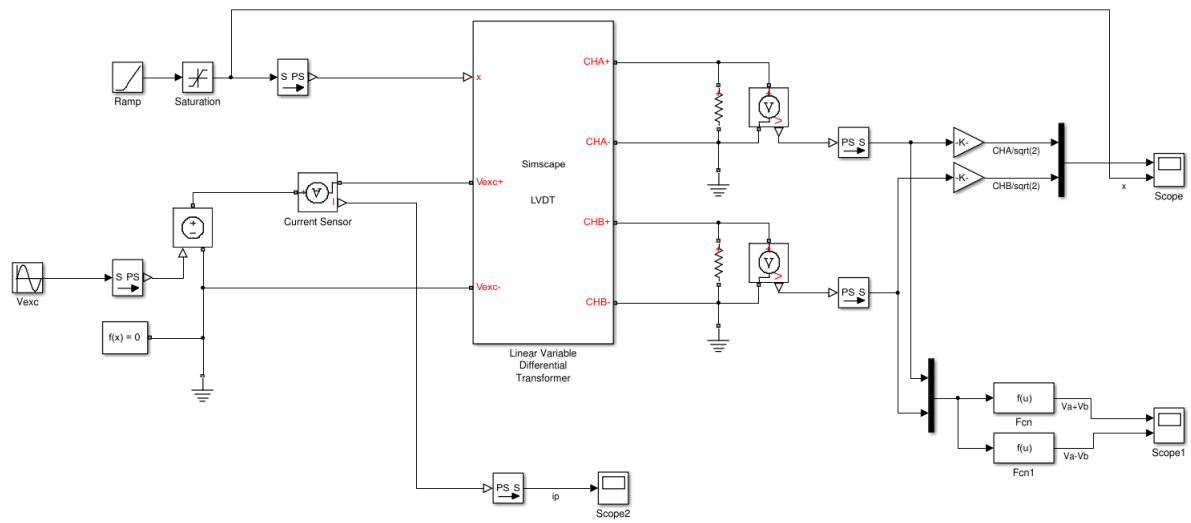 CHA+
S PS
x
Ramp
Saturation
V
CHA-
PS S
-K-
CHA/sqrt(2)
Simscape
LVDT
Vexc+
-K-
CHB/sqrt(2)
x
Scope
A
I
Current Sensor
CHB+
V
S PS
Vexc
Vexc-
CHB-
PS S
f(x) = 0
Linear Variable
Differential
Transformer
f(u)
Va+Vb
Fcn
f(u)
Va-Vb
Scope1
Fcn1
PS S
ip
Scope2